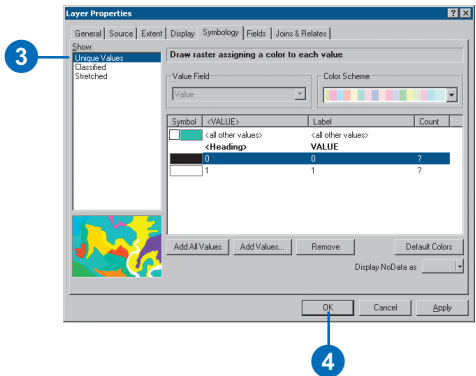 Layer Properties
General Source Extent Display Symbology Fields Joins & Relates
Show:
Unique Values
Classified
Stretched
Draw raster assigning a color to each value
Value Field
Value
Color Scheme
Symbol <VALUE> Label Count
<all other values> <all other values>
<Heading> VALUE
0 0 ?
1 1 ?
Add All Values Add Values... Remove Default Colors
Display NoData as
OK Cancel Apply
3
4